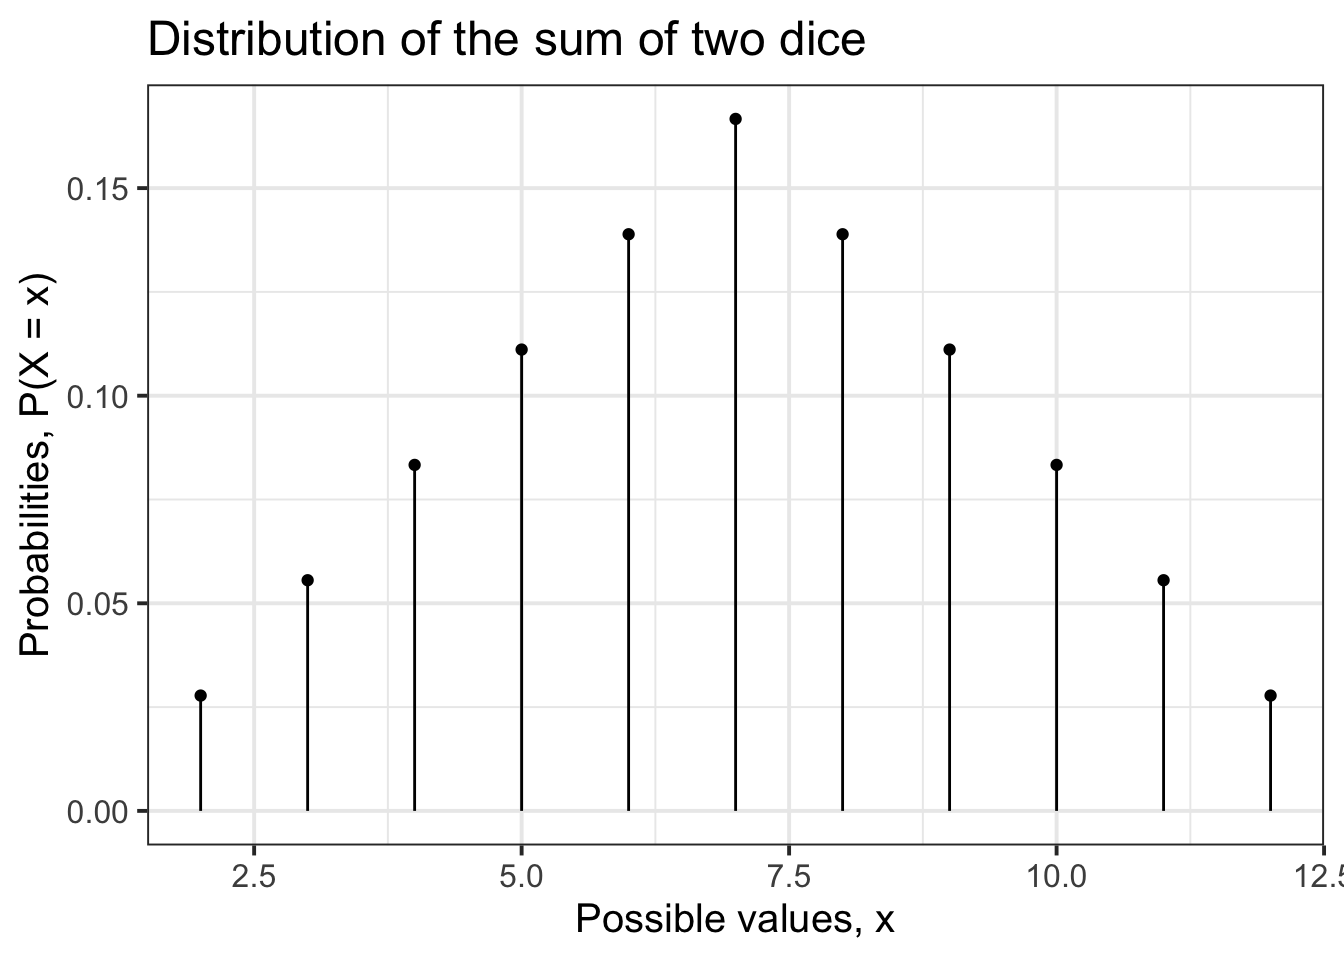 Distribution of the sum of two dice
Probabilities, P(X = x)
0.15
0.10
0.05
0.00
2.5 5.0 7.5 10.0 12.5
Possible values, x